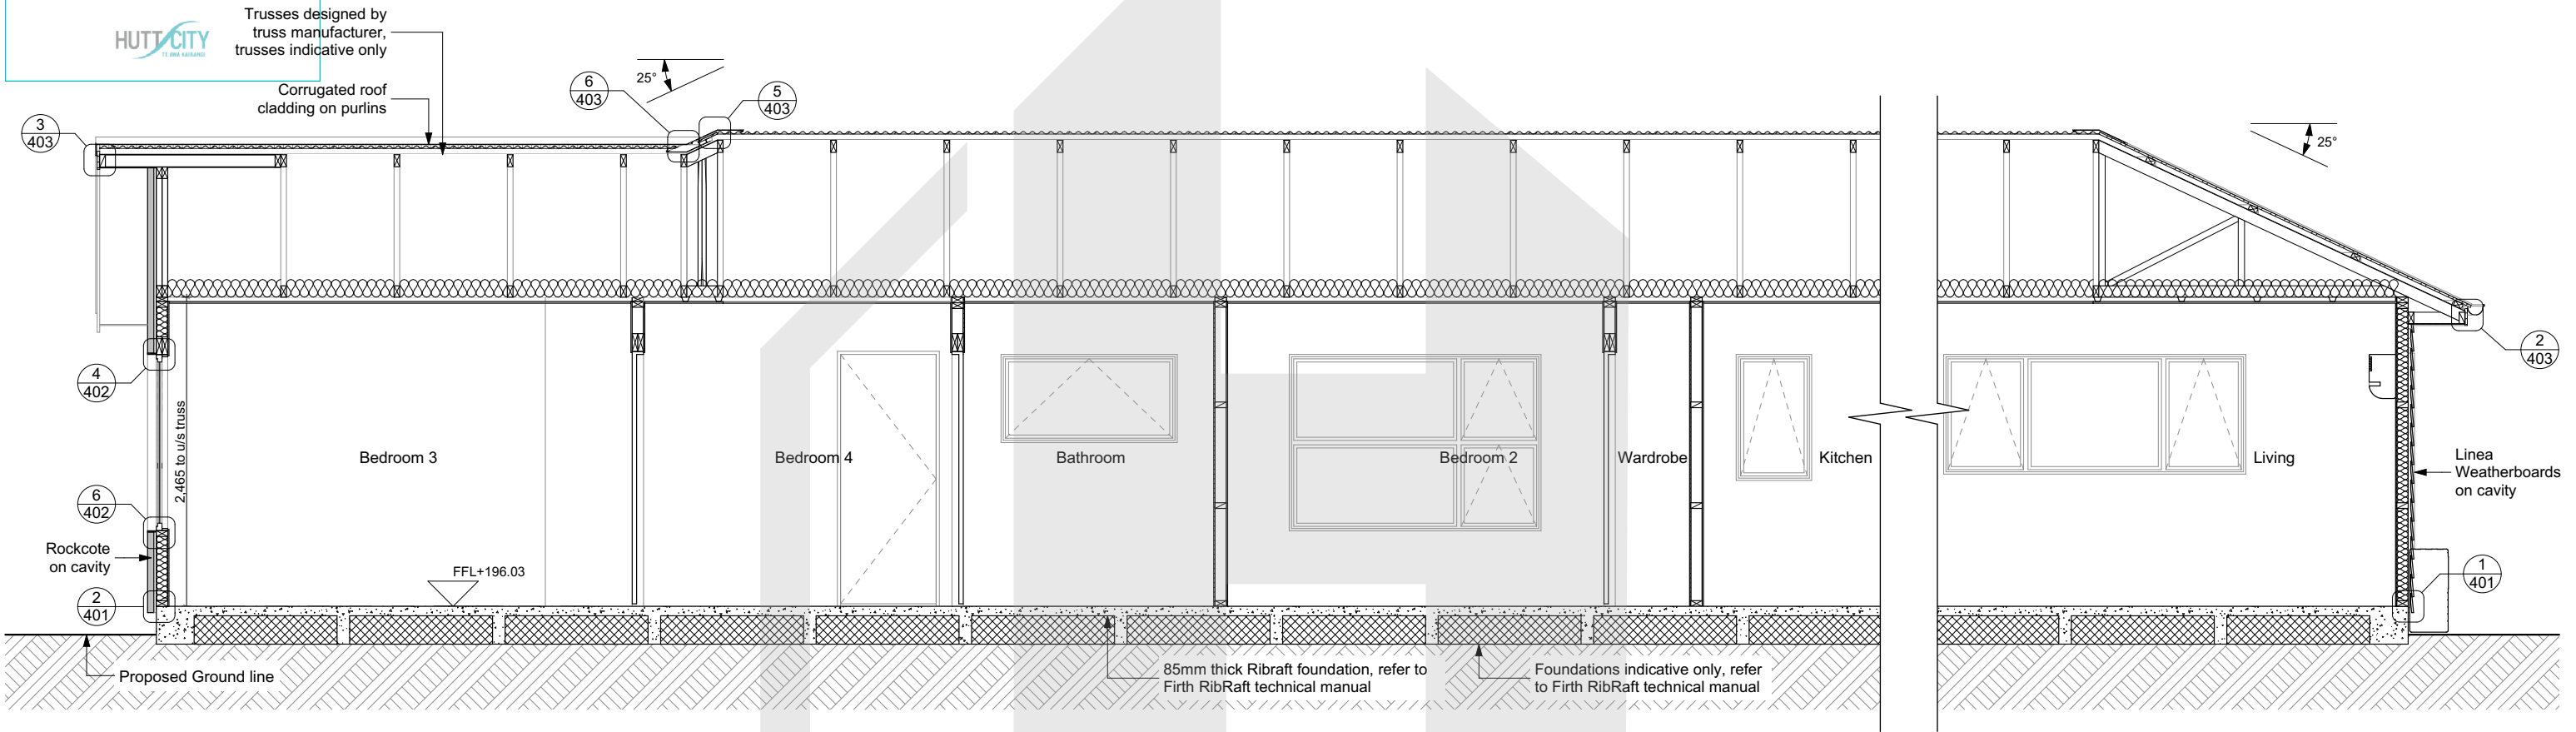 HUTT CITY
TE AWA KAIRANGI
Trusses designed by
truss manufacturer,
trusses indicative only
Corrugated roof
cladding on purlins
3
403
6
403
25°
5
403
25°
2
403
4
402
2,465 to u/s truss
Bedroom 3
Bedroom 4
Bathroom
Bedroom 2
Wardrobe
Kitchen
Living
Linea
Weatherboards
on cavity
6
402
Rockcote
on cavity
FFL+196.03
2
401
1
401
Proposed Ground line
85mm thick Ribraft foundation, refer to
Firth RibRaft technical manual
Foundations indicative only, refer
to Firth RibRaft technical manual